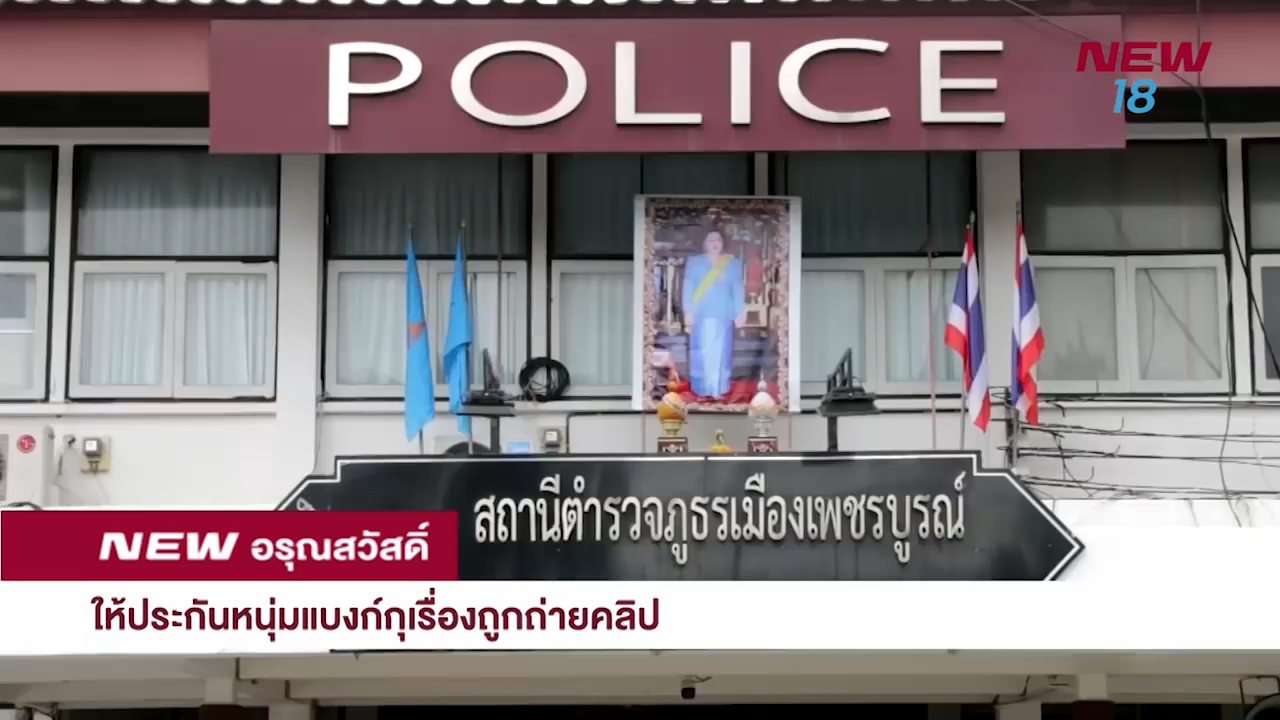 POLICE
NEW
18
สถานีตำรวจภูธรเมืองเพชรบูรณ์
NEW อรุณสวัสดิ์
ให้ประกันหนุ่มแบงก์กุเรื่องถูกถ่ายคลิป